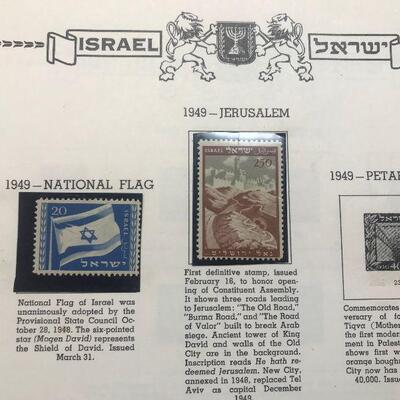 ISRAEL
ישראל
1949 — JERUSALEM
1949 — NATIONAL FLAG
1949 — PETAH
20
ישראל
National Flag of Israel was
unanimously adopted by the
Provisional State Council Oc-
tober 28, 1948. The six-pointed
star (Mogen David) represents
the Shield of David. Issued
March 31.
ISRAEL
ישראל
250
גאל ירושלים
First definitive stamp, issued
February 16, to honor open-
ing of Constituent Assembly.
It shows three roads leading
to Jerusalem: "The Old Road,"
"Burma Road," and "The Road
of Valor" built to break Arab
siege. Ancient tower of King
David and walls of the Old
City are in the background.
Inscription reads He hath re-
deemed Jerusalem. New City,
annexed in 1948, replaced Tel
Aviv as capital December
1949.
40
Commemorates
versary of fo
Tiqva (Mothe
the first moder
ment in Palest
shows first w
orange bough
City now has
40,000. Issued